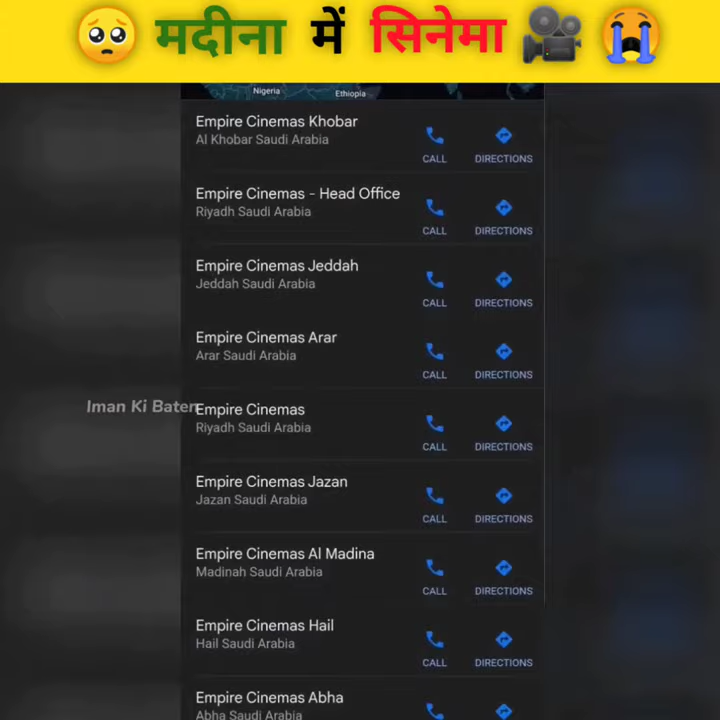 🥺 मदीना में सिनेमा 🎥 😭
Nigeria
Ethiopia
Empire Cinemas Khobar
Al Khobar Saudi Arabia
CALL
DIRECTIONS
Empire Cinemas - Head Office
Riyadh Saudi Arabia
CALL
DIRECTIONS
Empire Cinemas Jeddah
Jeddah Saudi Arabia
CALL
DIRECTIONS
Empire Cinemas Arar
Arar Saudi Arabia
CALL
DIRECTIONS
Iman Ki Baten
Empire Cinemas
Riyadh Saudi Arabia
CALL
DIRECTIONS
Empire Cinemas Jazan
Jazan Saudi Arabia
CALL
DIRECTIONS
Empire Cinemas Al Madina
Madinah Saudi Arabia
CALL
DIRECTIONS
Empire Cinemas Hail
Hail Saudi Arabia
CALL
DIRECTIONS
Empire Cinemas Abha
Abha Saudi Arabia